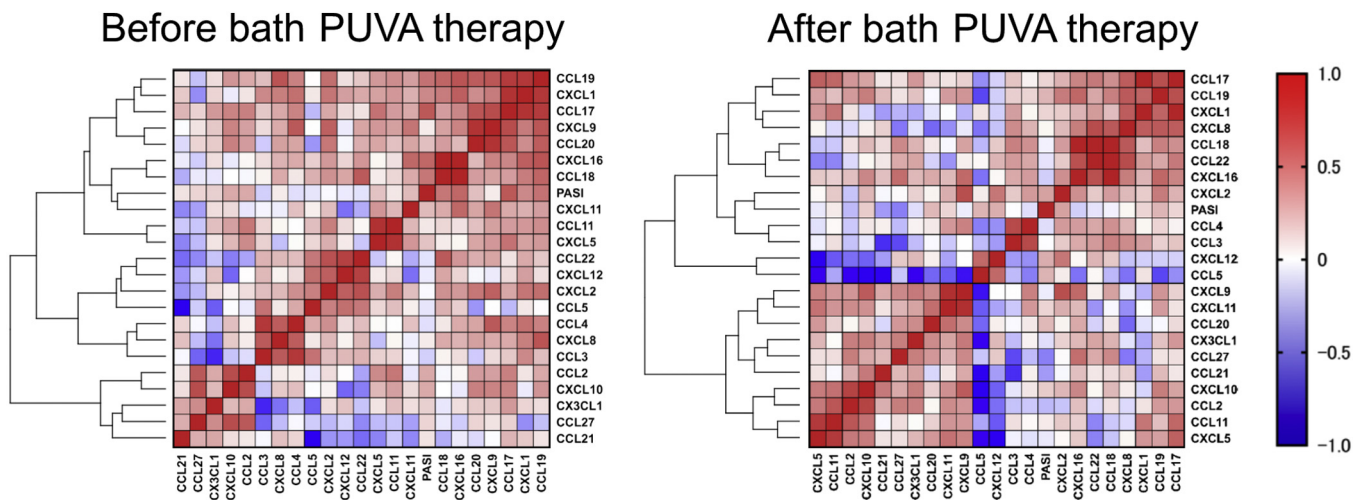 Before bath PUVA therapy
CCL19
CXCL1
CCL17
CXCL9
CCL20
CXCL16
CCL18
PASI
CXCL11
CCL11
CXCL5
CCL22
CXCL12
CXCL2
CCL5
CCL4
CXCL8
CCL3
CCL2
CXCL10
CX3CL1
CCL27
CCL21
CCL21
CCL27
CX3CL1
CXCL10
CCL2
CCL3
CXCL8
CCL4
CCL5
CXCL2
CXCL12
CCL22
CXCL5
CCL11
CXCL11
PASI
CCL18
CXCL16
CCL20
CXCL9
CCL17
CXCL1
CCL19
After bath PUVA therapy
CCL17
CCL19
CXCL1
CXCL8
CCL18
CCL22
CXCL16
CXCL2
PASI
CCL4
CCL3
CXCL12
CCL5
CXCL9
CXCL11
CCL20
CX3CL1
CCL27
CCL21
CXCL10
CCL2
CCL11
CXCL5
CXCL5
CCL11
CCL2
CXCL10
CCL21
CCL27
CX3CL1
CCL20
CXCL11
CXCL9
CCL5
CXCL12
CCL3
CCL4
PASI
CXCL2
CXCL16
CCL22
CCL18
CXCL8
CXCL1
CCL19
CCL17
1.0
0.5
0
−0.5
−1.0